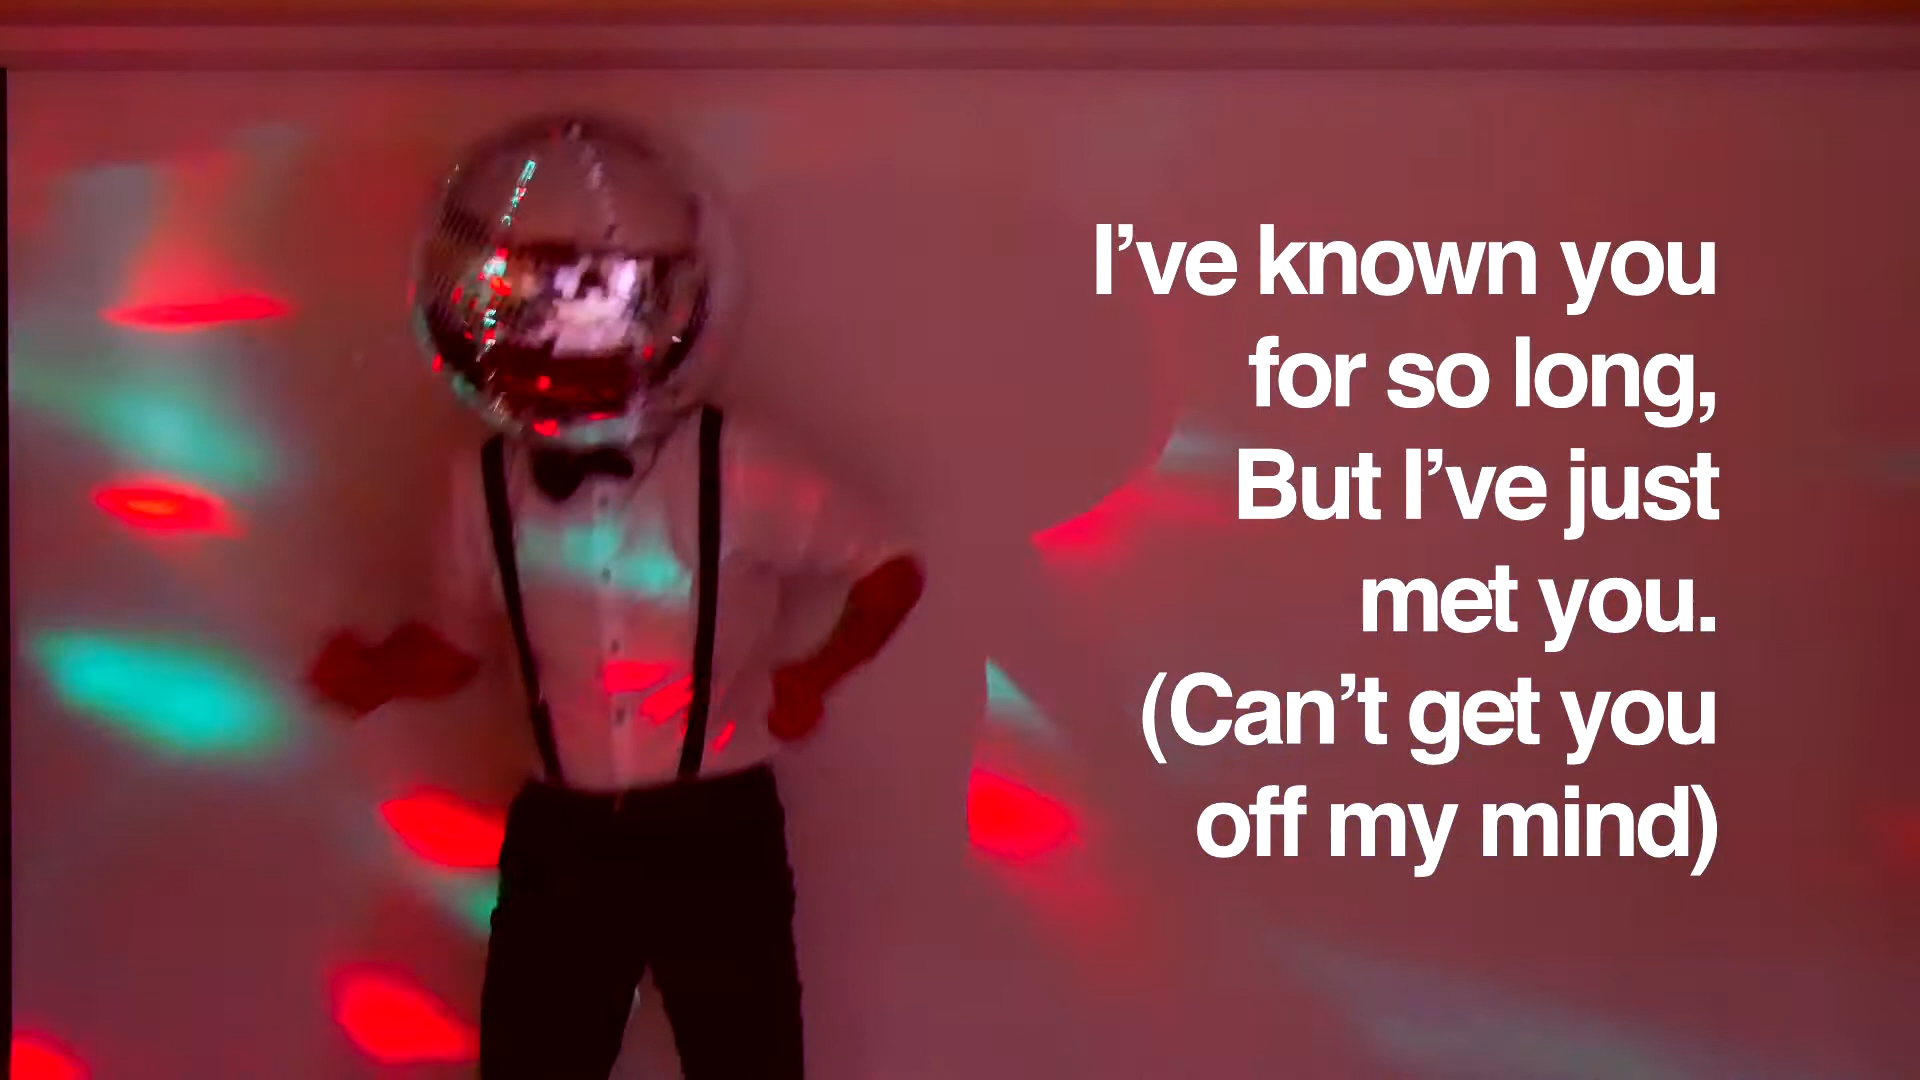 I’ve known you
for so long,
But I’ve just
met you.
(Can’t get you
off my mind)